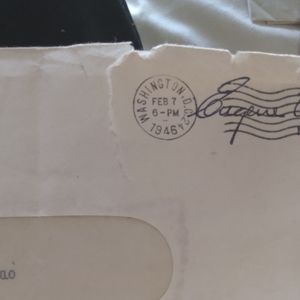 WASHINGTON, D.C.
FEB 7
6-PM
1946
Eugene